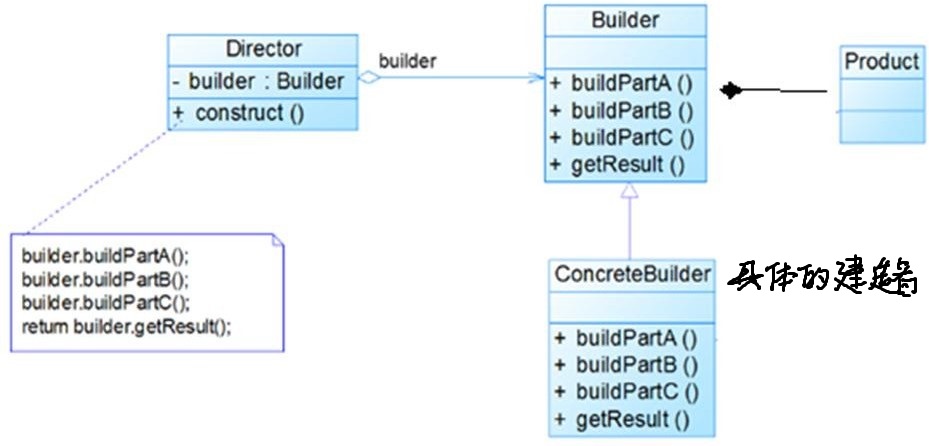 Director
- builder : Builder
+ construct ()
builder
Builder
+ buildPartA ()
+ buildPartB ()
+ buildPartC ()
+ getResult ()
Product
builder.buildPartA();
builder.buildPartB();
builder.buildPartC();
return builder.getResult();
ConcreteBuilder
+ buildPartA ()
+ buildPartB ()
+ buildPartC ()
+ getResult ()
具体的建造者